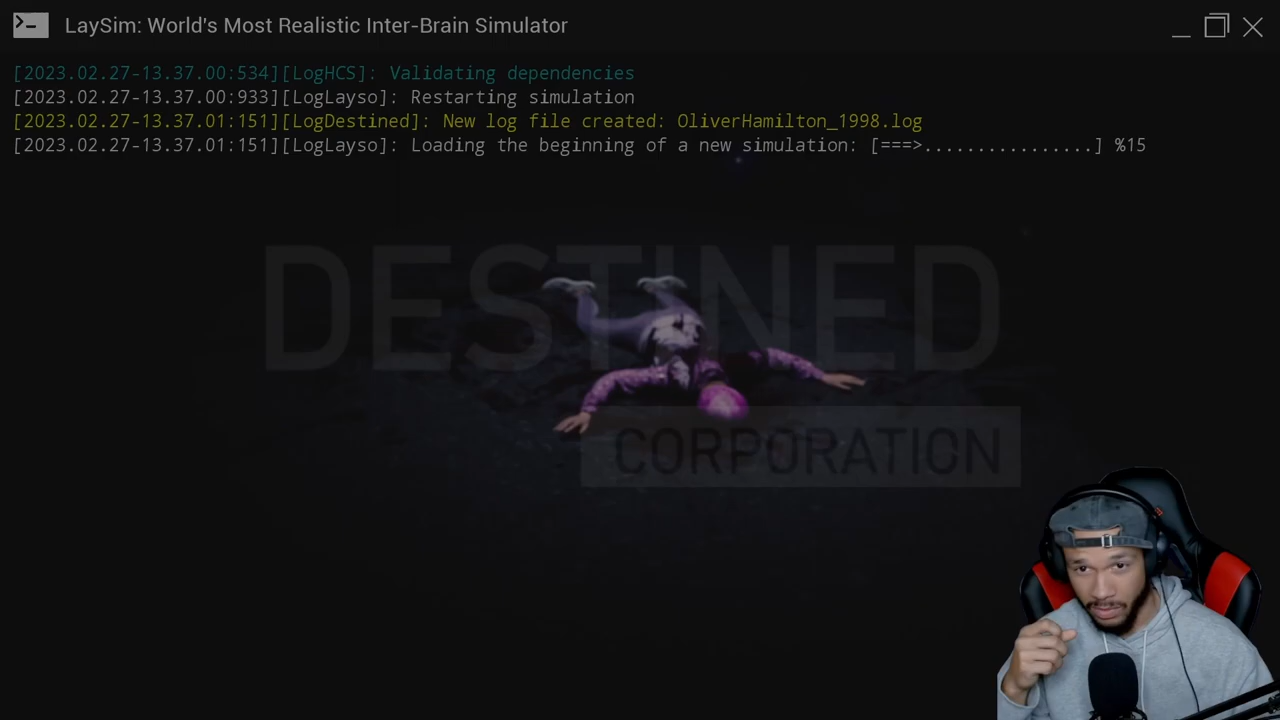 LaySim: World's Most Realistic Inter-Brain Simulator
[2023.02.27-13.37.00:534][LogHCS]: Validating dependencies
[2023.02.27-13.37.00:933][LogLayso]: Restarting simulation
[2023.02.27-13.37.01:151][LogDestined]: New log file created: OliverHamilton_1998.log
[2023.02.27-13.37.01:151][LogLayso]: Loading the beginning of a new simulation: [===>................] %15
DESTINED
CORPORATION